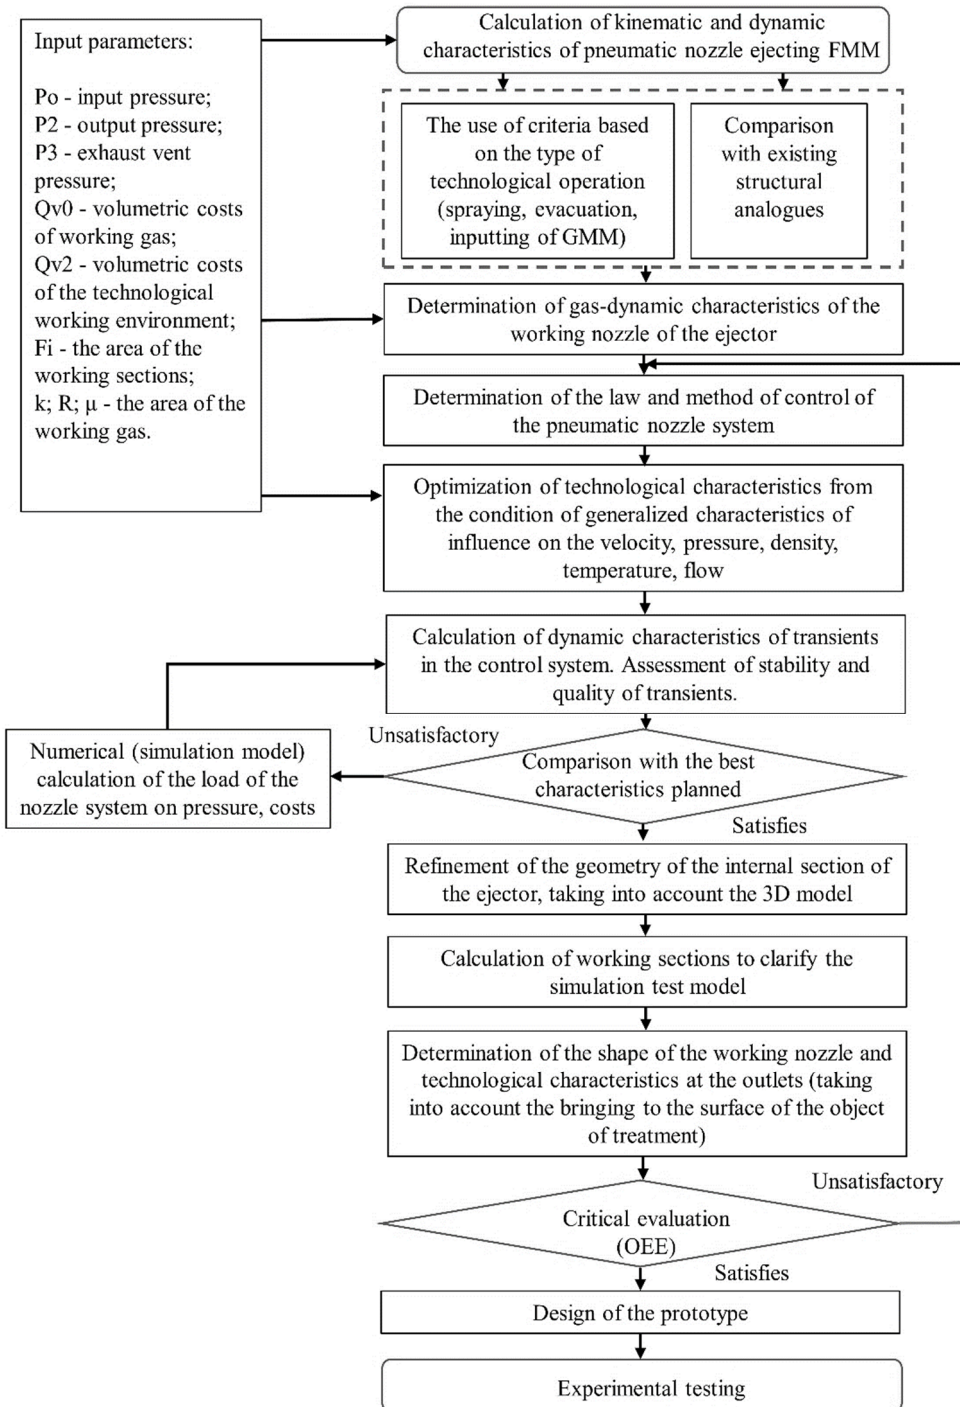 Input parameters:
Po - input pressure;
P2 - output pressure;
P3 - exhaust vent
pressure;
Qv0 - volumetric costs
of working gas;
Qv2 - volumetric costs
of the technological
working environment;
Fi - the area of the
working sections;
k; R; μ - the area of the
working gas.
Calculation of kinematic and dynamic
characteristics of pneumatic nozzle ejecting FMM
The use of criteria based
on the type of
technological operation
(spraying, evacuation,
inputting of GMM)
Comparison
with existing
structural
analogues
Determination of gas-dynamic characteristics of the
working nozzle of the ejector
Determination of the law and method of control of
the pneumatic nozzle system
Optimization of technological characteristics from
the condition of generalized characteristics of
influence on the velocity, pressure, density,
temperature, flow
Calculation of dynamic characteristics of transients
in the control system. Assessment of stability and
quality of transients.
Unsatisfactory
Numerical (simulation model)
calculation of the load of the
nozzle system on pressure, costs
Comparison with the best
characteristics planned
Satisfies
Refinement of the geometry of the internal section of
the ejector, taking into account the 3D model
Calculation of working sections to clarify the
simulation test model
Determination of the shape of the working nozzle and
technological characteristics at the outlets (taking
into account the bringing to the surface of the object
of treatment)
Unsatisfactory
Critical evaluation
(OEE)
Satisfies
Design of the prototype
Experimental testing